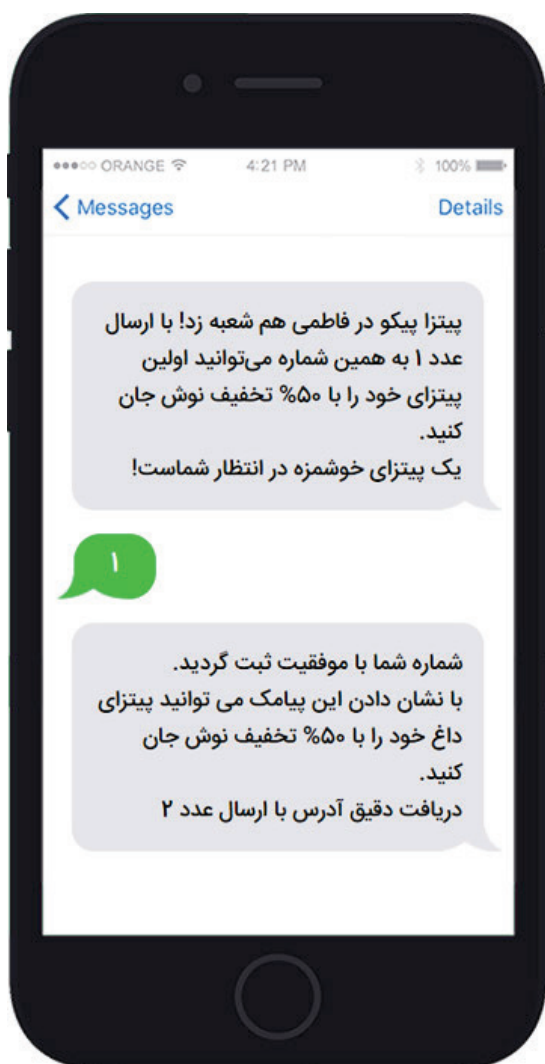 ORANGE 4:21 PM 100%
Messages Details
پیتزا پیکو در فاطمی هم شعبه زد! با ارسال
عدد ۱ به همین شماره می‌توانید اولین
پیتزای خود را با ۵۰% تخفیف نوش جان
کنید.
یک پیتزای خوشمزه در انتظار شماست!
۱
شماره شما با موفقیت ثبت گردید.
با نشان دادن این پیامک می توانید پیتزای
داغ خود را با ۵۰% تخفیف نوش جان
کنید.
دریافت دقیق آدرس با ارسال عدد ۲